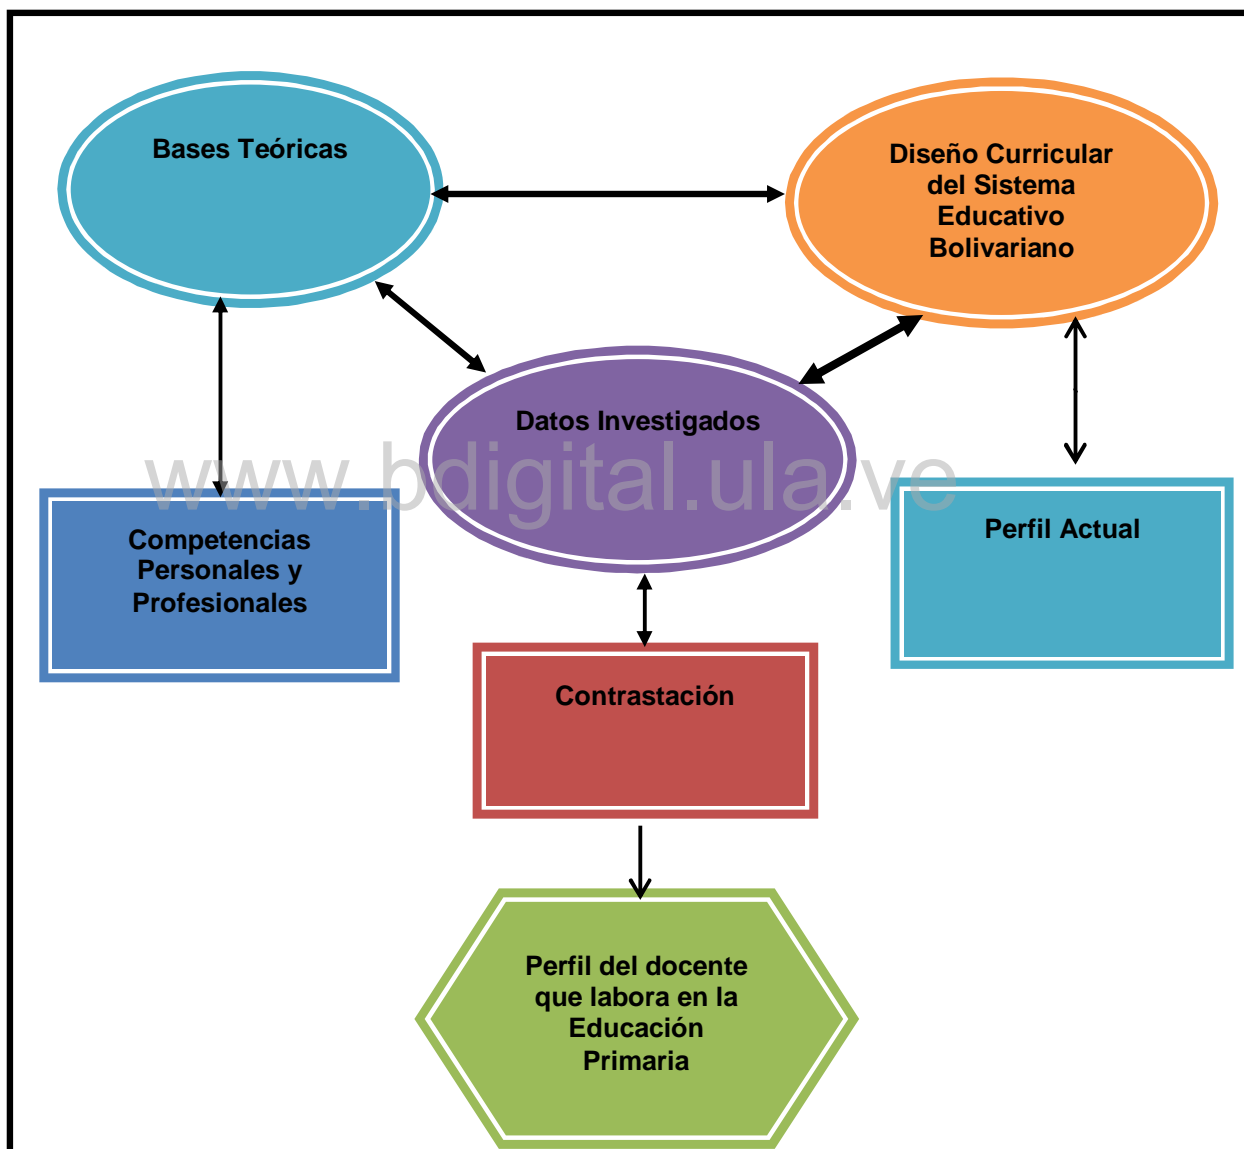 Bases Teóricas
Diseño Curricular
del Sistema
Educativo
Bolivariano
Datos Investigados
www.bdigital.ula.ve
Competencias
Personales y
Profesionales
Perfil Actual
Contrastación
Perfil del docente
que labora en la
Educación
Primaria